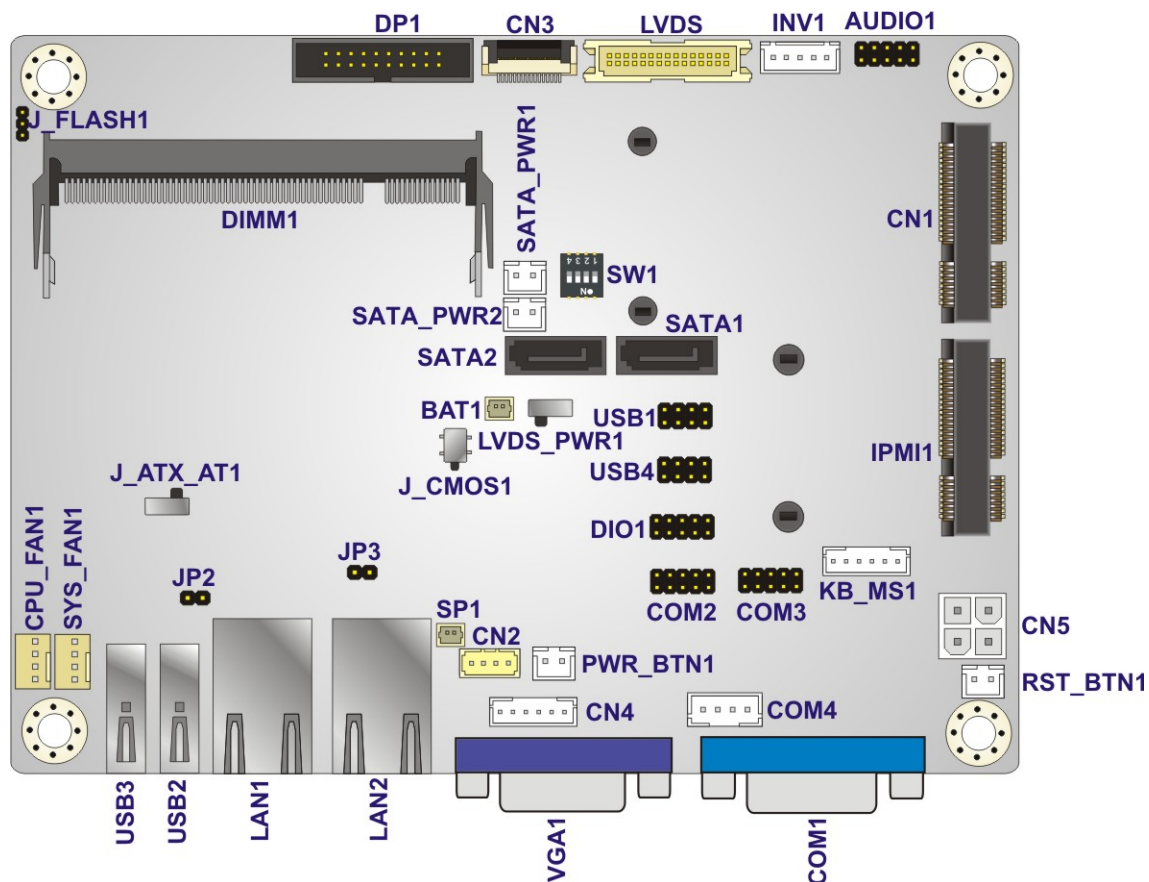 DP1
CN3
LVDS
INV1
AUDIO1
J_FLASH1
SATA_PWR1
DIMM1
CN1
1 2 3 4
ON
SW1
SATA_PWR2
SATA1
SATA2
BAT1
LVDS_PWR1
USB1
J_CMOS1
USB4
IPMI1
J_ATX_AT1
DIO1
CPU_FAN1
SYS_FAN1
JP3
JP2
COM2
COM3
KB_MS1
SP1
CN2
CN5
PWR_BTN1
RST_BTN1
CN4
COM4
USB3
USB2
LAN1
LAN2
VGA1
COM1